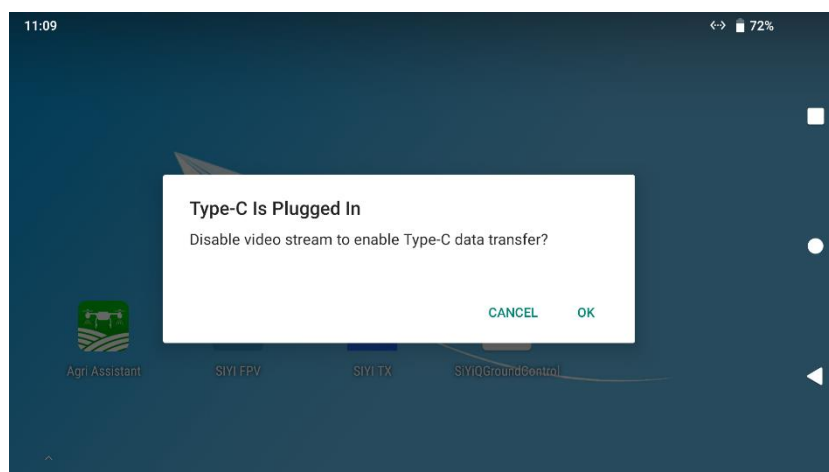 11:09
72%
Type-C Is Plugged In
Disable video stream to enable Type-C data transfer?
CANCEL OK
Agri Assistant SIYI FPV SIYI TX SiYiQGroundControl